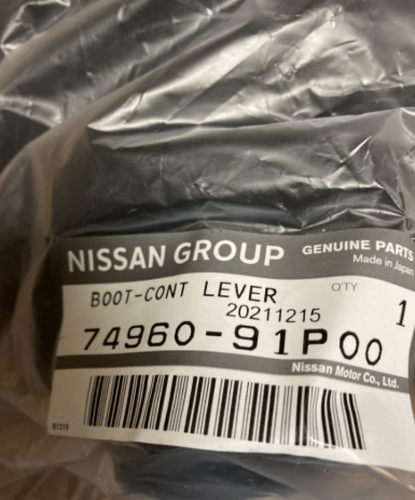 NISSAN GROUP GENUINE PARTS
Made in Japan
BOOT-CONT LEVER Q'TY 1
20211215
74960-91P00
Nissan Motor Co., Ltd.